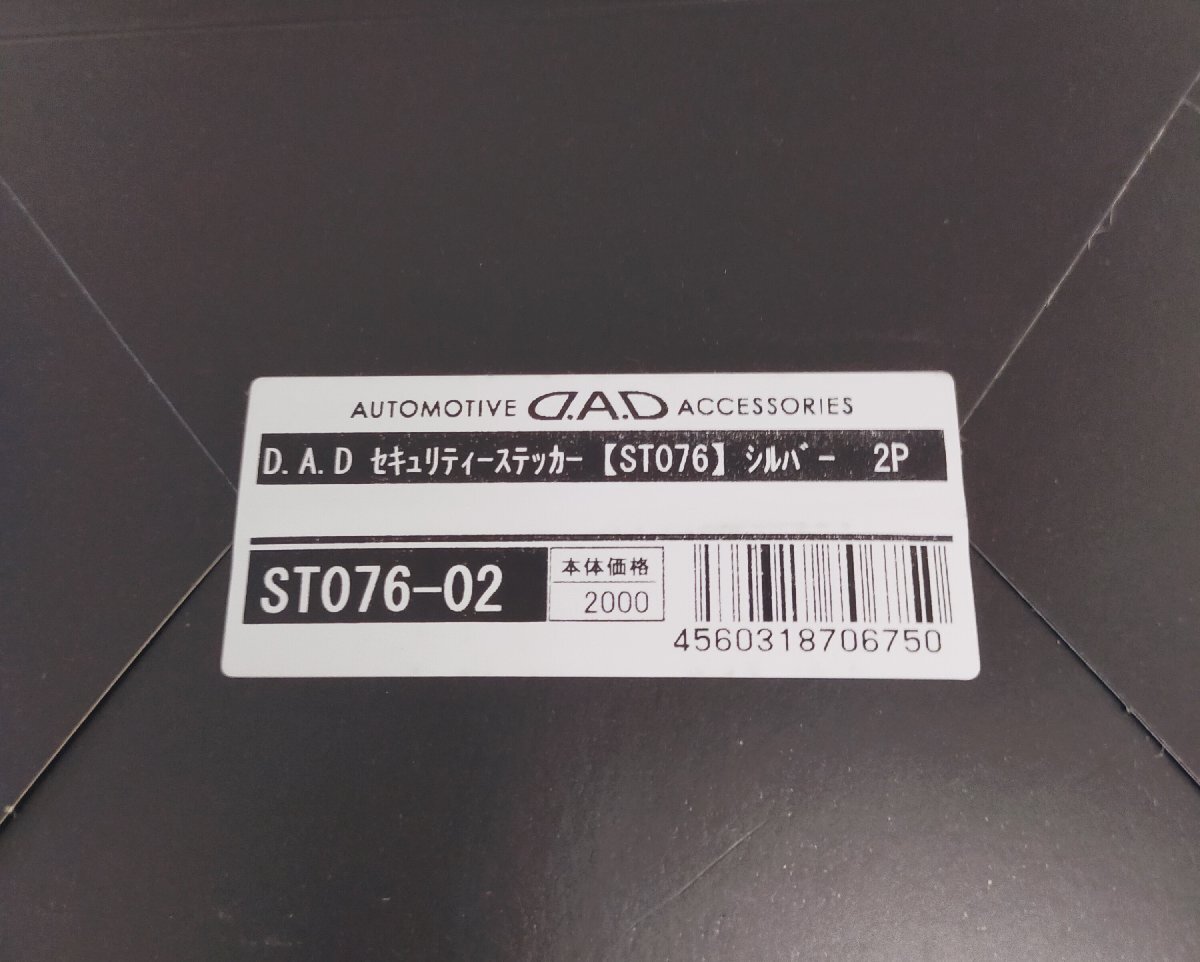 AUTOMOTIVE D.A.D ACCESSORIES
D.A.D ｾｷｭﾘﾃｨｰｽﾃｯｶｰ【ST076】 ｼﾙﾊﾞｰ 2P
ST076-02
本体価格
2000
4560318706750